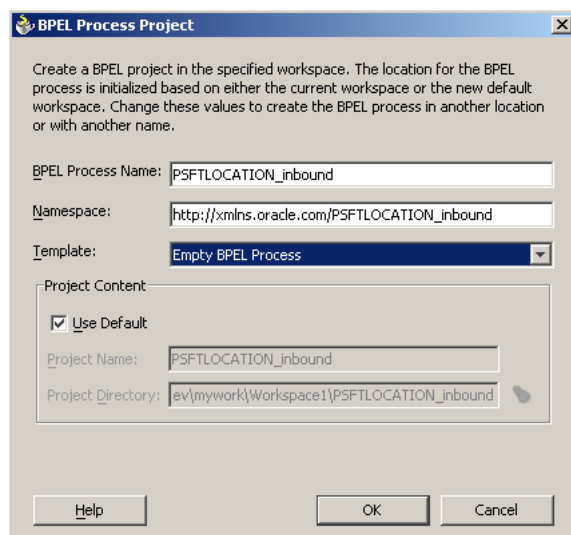 BPEL Process Project
Create a BPEL project in the specified workspace. The location for the BPEL
process is initialized based on either the current workspace or the new default
workspace. Change these values to create the BPEL process in another location
or with another name.
BPEL Process Name: PSFTLOCATION_inbound
Namespace: http://xmlns.oracle.com/PSFTLOCATION_inbound
Template: Empty BPEL Process
Project Content
Use Default
Project Name: PSFTLOCATION_inbound
Project Directory: ev\mywork\Workspace1\PSFTLOCATION_inbound
Help OK Cancel